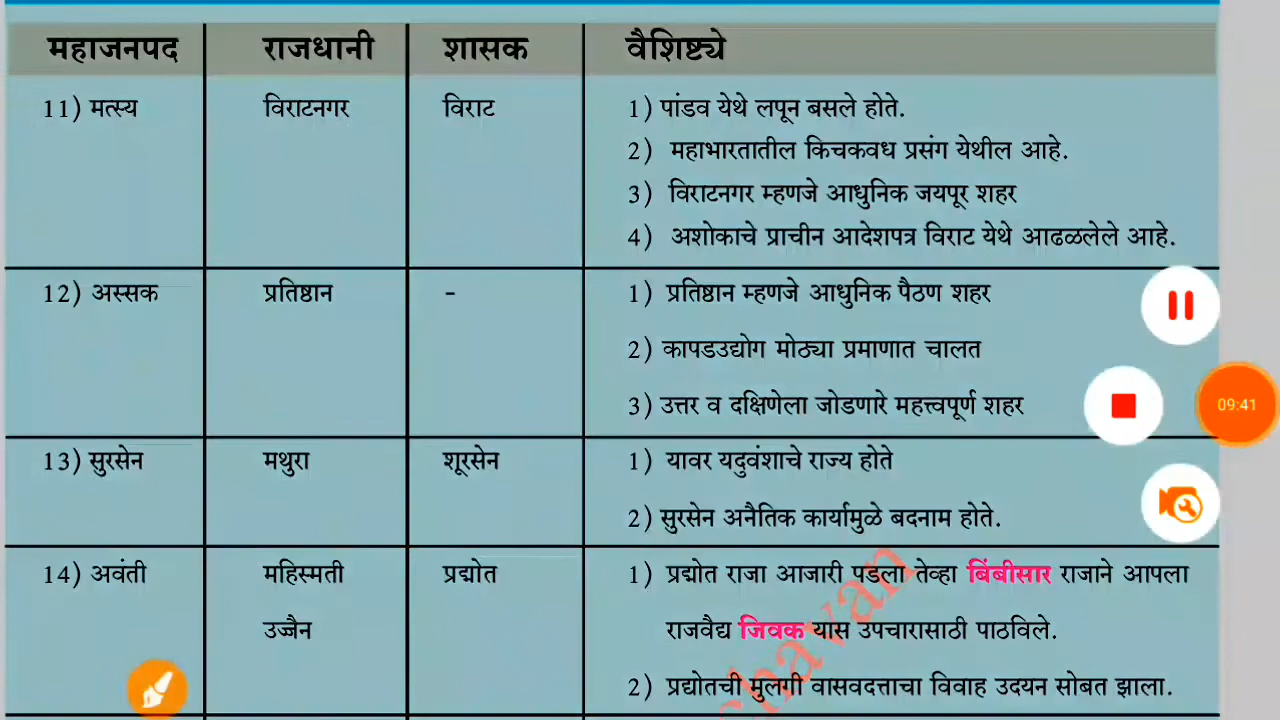 महाजनपद राजधानी शासक वैशिष्ट्ये
11) मत्स्य विराटनगर विराट 1) पांडव येथे लपून बसले होते.
2) महाभारतातील किचकवध प्रसंग येथील आहे.
3) विराटनगर म्हणजे आधुनिक जयपूर शहर
4) अशोकाचे प्राचीन आदेशपत्र विराट येथे आढळलेले आहे.
12) अस्सक प्रतिष्ठान - 1) प्रतिष्ठान म्हणजे आधुनिक पैठण शहर
2) कापडउद्योग मोठ्या प्रमाणात चालत
3) उत्तर व दक्षिणेला जोडणारे महत्त्वपूर्ण शहर
09:41
13) सुरसेन मथुरा शूरसेन 1) यावर यदुवंशाचे राज्य होते
2) सुरसेन अनैतिक कार्यामुळे बदनाम होते.
14) अवंती महिस्मती प्रद्योत 1) प्रद्योत राजा आजारी पडला तेव्हा बिंबीसार राजाने आपला
उज्जैन राजवैद्य जिवक यास उपचारासाठी पाठविले.
2) प्रद्योतची मुलगी वासवदत्ताचा विवाह उदयन सोबत झाला.